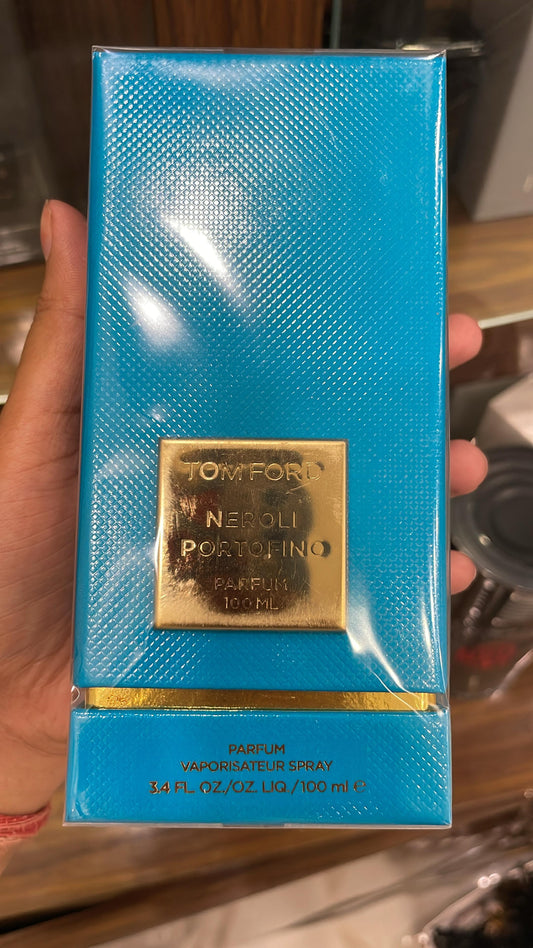 TOM FORD
NEROLI
PORTOFINO
PARFUM
100 ML
PARFUM
VAPORISATEUR SPRAY
3.4 FL. OZ./OZ. LIQ./100 ml ℮